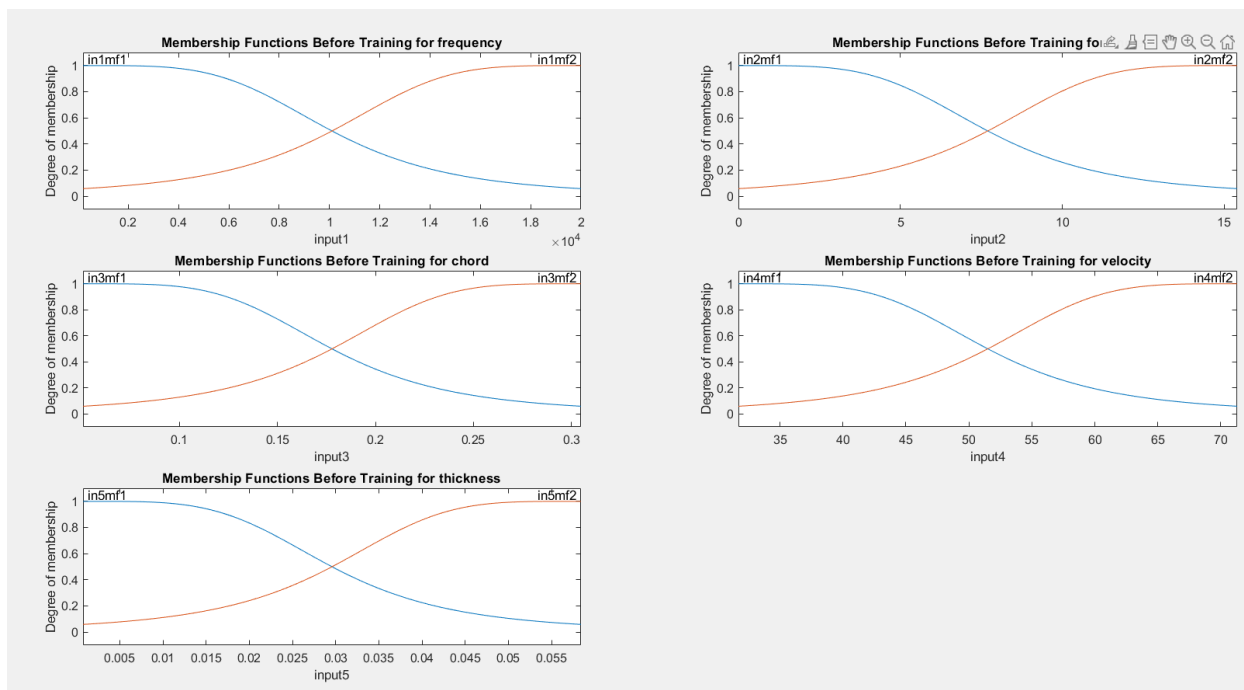 Membership Functions Before Training for frequency
in1mf1 in1mf2
1
0.8
0.6
0.4
0.2
0
Degree of membership
0.2 0.4 0.6 0.8 1 1.2 1.4 1.6 1.8 2
×10^4
input1
Membership Functions Before Training fo
in2mf1 in2mf2
1
0.8
0.6
0.4
0.2
0
Degree of membership
0 5 10 15
input2
Membership Functions Before Training for chord
in3mf1 in3mf2
1
0.8
0.6
0.4
0.2
0
Degree of membership
0.1 0.15 0.2 0.25 0.3
input3
Membership Functions Before Training for velocity
in4mf1 in4mf2
1
0.8
0.6
0.4
0.2
0
Degree of membership
35 40 45 50 55 60 65 70
input4
Membership Functions Before Training for thickness
in5mf1 in5mf2
1
0.8
0.6
0.4
0.2
0
Degree of membership
0.005 0.01 0.015 0.02 0.025 0.03 0.035 0.04 0.045 0.05 0.055
input5